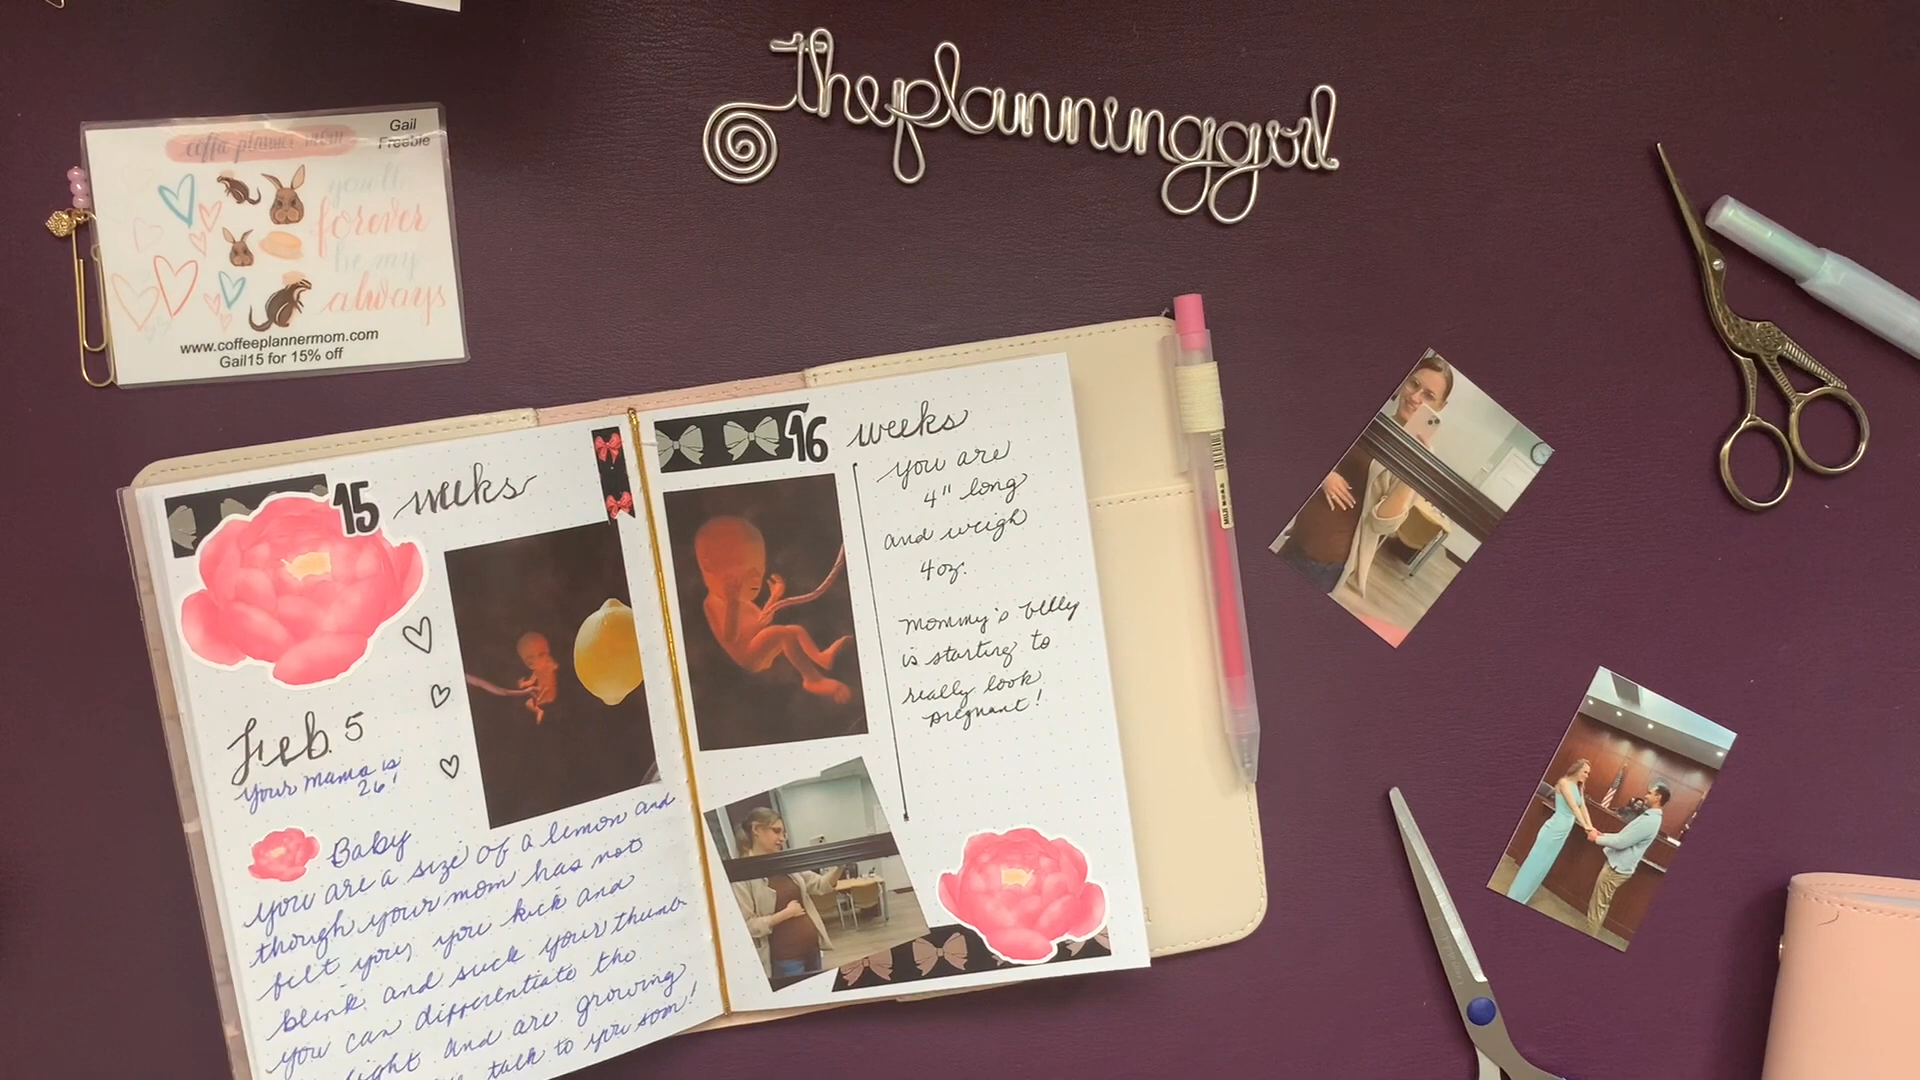 theplanninggirl
coffee planner mom
Gail
Freebie
you'll
forever
be my
always
www.coffeeplannermom.com
Gail15 for 15% off
15 weeks
Feb. 5
Your mama is
26!
Baby
you are a size of a lemon and
though your mom has not
felt you, you kick and
blink and suck your thumb
you can differentiate the
light and are growing
talk to you som!
16 weeks
you are
4" long
and weigh
4oz.
Mommy's belly
is starting to
really look
pregnant!
MUJI